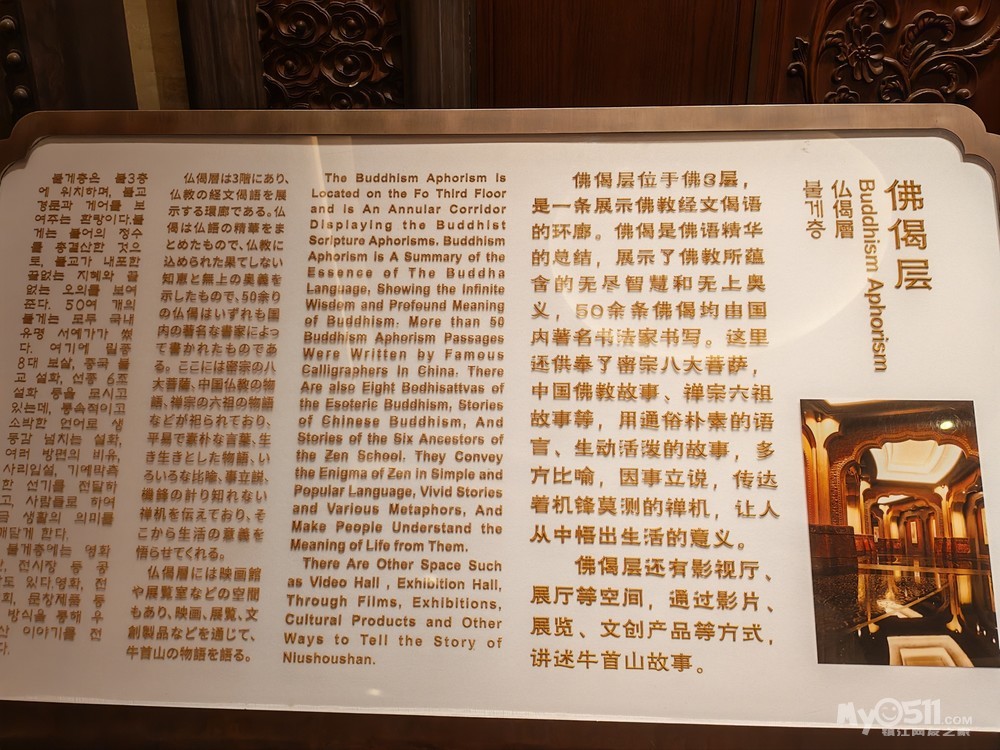 불게층은 불3층
에 위치하며, 불교
경문과 게어를 보
여주는 환랑이다.불
게는 불어의 정수
를 총결산한 것으
로, 불교가 내포한
끝없는 지혜와 끝
없는 오의를 보여
준다. 50여 개의
불게는 모두 국내
유명 서예가가 썼
다. 여기에 밀종
8대 보살, 중국 불
교 설화, 선종 6조
설화 등을 모시고
있는데, 통속적이고
소박한 언어로 생
동감 넘치는 설화,
여러 방면의 비유,
사리입설, 기예막측
한 선기를 전달하
고, 사람들로 하여
금 생활의 의미를
깨닫게 한다.
불게층에는 영화
, 전시장 등 공
도 있다.영화, 전
회, 문창제품 등
방식을 통해 우
산 이야기를 전
다.
仏偈層は3階にあり、
仏教の経文偈語を展
示する環廊である。仏
偈は仏語の精華をま
とめたもので、仏教に
込められた果てしない
知恵と無上の奥義を
示したもので、50余り
の仏偈はいずれも国
内の著名な書家によっ
て書かれたものであ
る。ここには密宗の八
大菩薩、中国仏教の物
語、禅宗の六祖の物語
などが祀られており、
平易で素朴な言葉、生
き生きとした物語、い
ろいろな比喩、事立説、
機鋒の計り知れない
禅机を伝えており、そ
こから生活の意義を
悟らせてくれる。
仏偈層には映画館
や展覧室などの空間
もあり、映画、展覧、文
創製品などを通じて、
牛首山の物語を語る。
The Buddhism Aphorism is
Located on the Fo Third Floor
and is An Annular Corridor
Displaying the Buddhist
Scripture Aphorisms. Buddhism
Aphorism is A Summary of the
Essence of The Buddha
Language, Showing the Infinite
Wisdom and Profound Meaning
of Buddhism. More than 50
Buddhism Aphorism Passages
Were Written by Famous
Calligraphers in China. There
Are also Eight Bodhisattvas of
the Esoteric Buddhism, Stories
of Chinese Buddhism, And
Stories of the Six Ancestors of
the Zen School. They Convey
the Enigma of Zen in Simple and
Popular Language, Vivid Stories
and Various Metaphors, And
Make People Understand the
Meaning of Life from Them.
There Are Other Space Such
as Video Hall , Exhibition Hall,
Through Films, Exhibitions,
Cultural Products and Other
Ways to Tell the Story of
Niushoushan.
佛偈层位于佛3层，
是一条展示佛教经文偈语
的环廊。佛偈是佛语精华
的总结，展示了佛教所蕴
含的无尽智慧和无上奥
义，50余条佛偈均由国
内著名书法家书写。这里
还供奉了密宗八大菩萨，
中国佛教故事、禅宗六祖
故事等，用通俗朴素的语
言、生动活泼的故事，多
方比喻，因事立说，传达
着机锋莫测的禅机，让人
从中悟出生活的意义。
佛偈层还有影视厅、
展厅等空间，通过影片、
展览、文创产品等方式，
讲述牛首山故事。
佛偈层
Buddhism Aphorism
仏偈層
불게층
My0511.COM
镇江网友之家